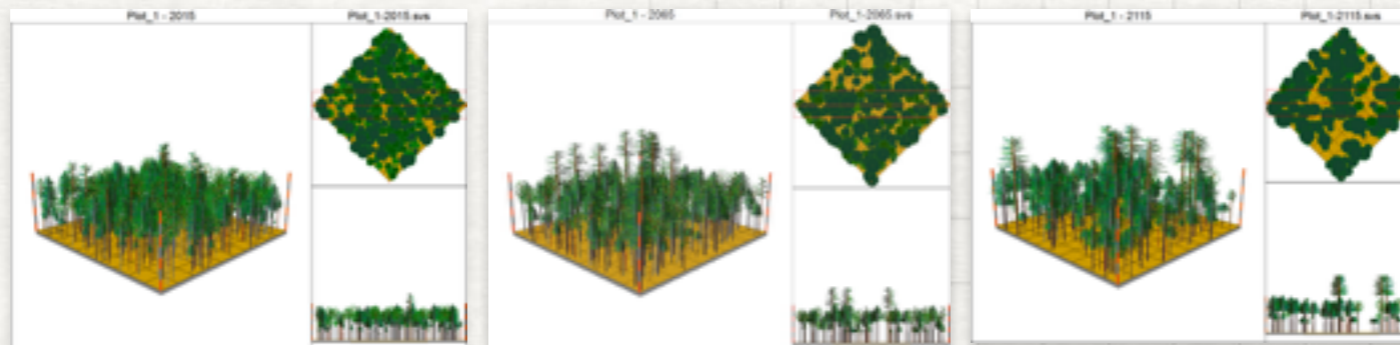 Plot_1 - 2015
Plot_1-2015.svs
Plot_1 - 2065
Plot_1-2065.svs
Plot_1 - 2115
Plot_1-2115.svs